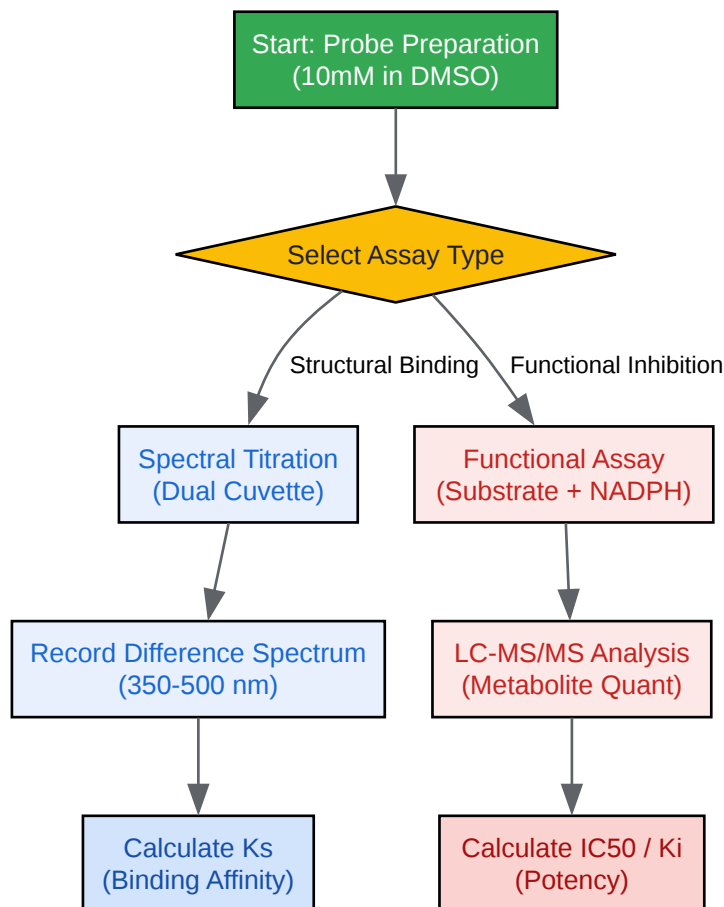 Start: Probe Preparation
(10mM in DMSO)
Select Assay Type
Structural Binding
Functional Inhibition
Spectral Titration
(Dual Cuvette)
Functional Assay
(Substrate + NADPH)
Record Difference Spectrum
(350-500 nm)
LC-MS/MS Analysis
(Metabolite Quant)
Calculate Ks
(Binding Affinity)
Calculate IC50 / Ki
(Potency)